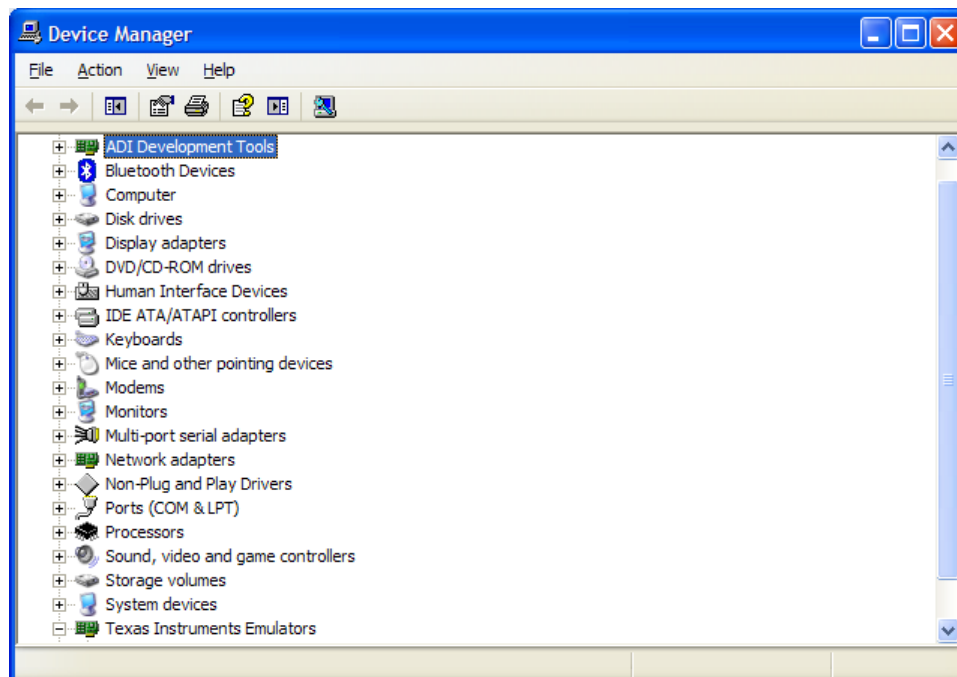 Device Manager
File Action View Help
ADI Development Tools
Bluetooth Devices
Computer
Disk drives
Display adapters
DVD/CD-ROM drives
Human Interface Devices
IDE ATA/ATAPI controllers
Keyboards
Mice and other pointing devices
Modems
Monitors
Multi-port serial adapters
Network adapters
Non-Plug and Play Drivers
Ports (COM & LPT)
Processors
Sound, video and game controllers
Storage volumes
System devices
Texas Instruments Emulators